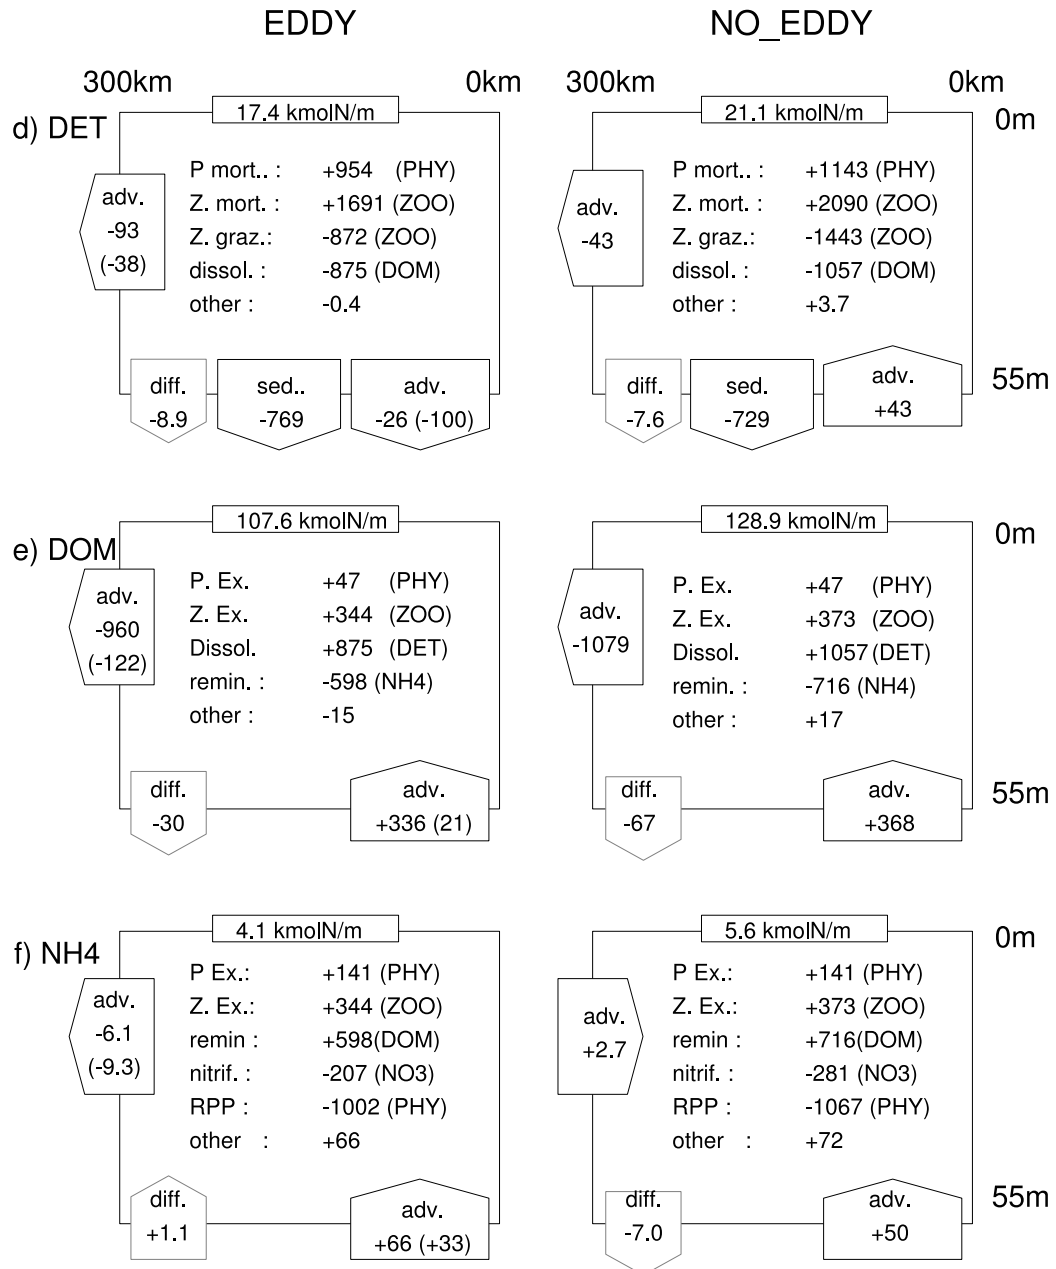 EDDY NO_EDDY
300km 0km 300km 0km
d) DET
17.4 kmolN/m
P mort.. : +954 (PHY)
Z. mort. : +1691 (ZOO)
Z. graz.: -872 (ZOO)
dissol. : -875 (DOM)
other : -0.4
adv.
-93
(-38)
diff.
-8.9
sed..
-769
adv.
-26 (-100)
21.1 kmolN/m
0m
P mort.. : +1143 (PHY)
Z. mort. : +2090 (ZOO)
Z. graz.: -1443 (ZOO)
dissol. : -1057 (DOM)
other : +3.7
adv.
-43
diff.
-7.6
sed.
-729
adv.
+43
55m
e) DOM
107.6 kmolN/m
P. Ex. +47 (PHY)
Z. Ex. +344 (ZOO)
Dissol. +875 (DET)
remin. : -598 (NH4)
other : -15
adv.
-960
(-122)
diff.
-30
adv.
+336 (21)
128.9 kmolN/m
0m
P. Ex. +47 (PHY)
Z. Ex. +373 (ZOO)
Dissol. +1057 (DET)
remin. : -716 (NH4)
other : +17
adv.
-1079
diff.
-67
adv.
+368
55m
f) NH4
4.1 kmolN/m
P Ex.: +141 (PHY)
Z. Ex.: +344 (ZOO)
remin : +598(DOM)
nitrif. : -207 (NO3)
RPP : -1002 (PHY)
other : +66
adv.
-6.1
(-9.3)
diff.
+1.1
adv.
+66 (+33)
5.6 kmolN/m
0m
P Ex.: +141 (PHY)
Z. Ex.: +373 (ZOO)
remin : +716(DOM)
nitrif. : -281 (NO3)
RPP : -1067 (PHY)
other : +72
adv.
+2.7
diff.
-7.0
adv.
+50
55m